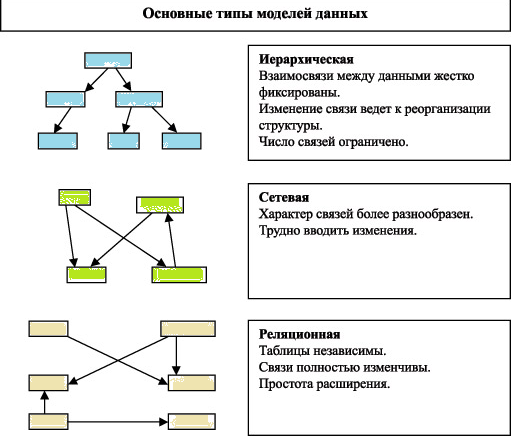 Основные типы моделей данных
Иерархическая
Взаимосвязи между данными жестко
фиксированы.
Изменение связи ведет к реорганизации
структуры.
Число связей ограничено.
Сетевая
Характер связей более разнообразен.
Трудно вводить изменения.
Реляционная
Таблицы независимы.
Связи полностью изменчивы.
Простота расширения.